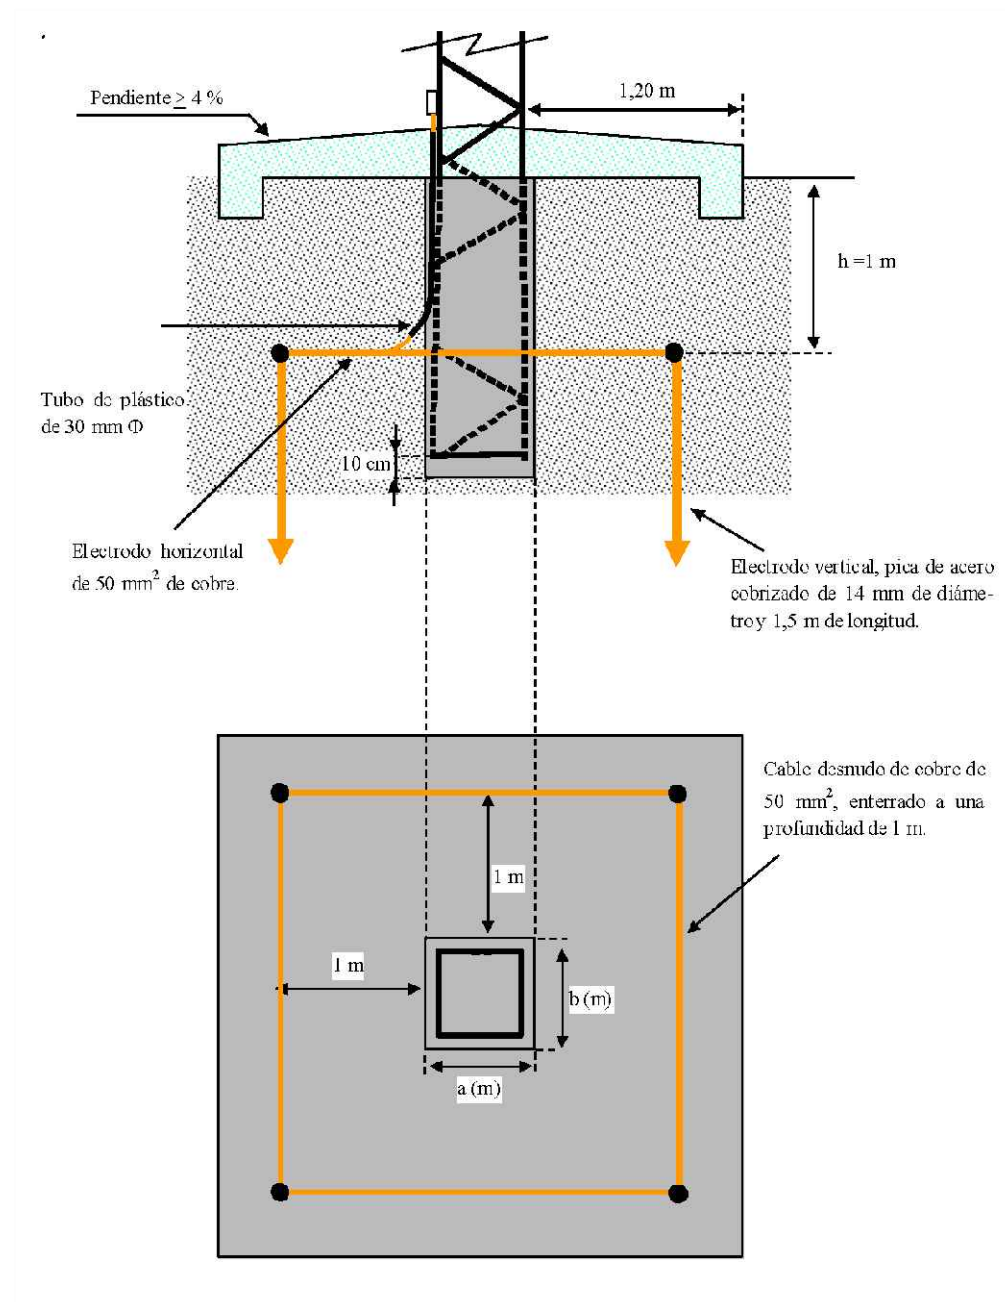 Pendiente ≥ 4 %
1,20 m
h =1 m
Tubo de plástico
de 30 mm Φ
10 cm
Electrodo horizontal
de 50 mm² de cobre.
Electrodo vertical, pica de acero
cobrizado de 14 mm de diáme-
tro y 1,5 m de longitud.
Cable desnudo de cobre de
50 mm², enterrado a una
profundidad de 1 m.
1 m
1 m
b (m)
a (m)